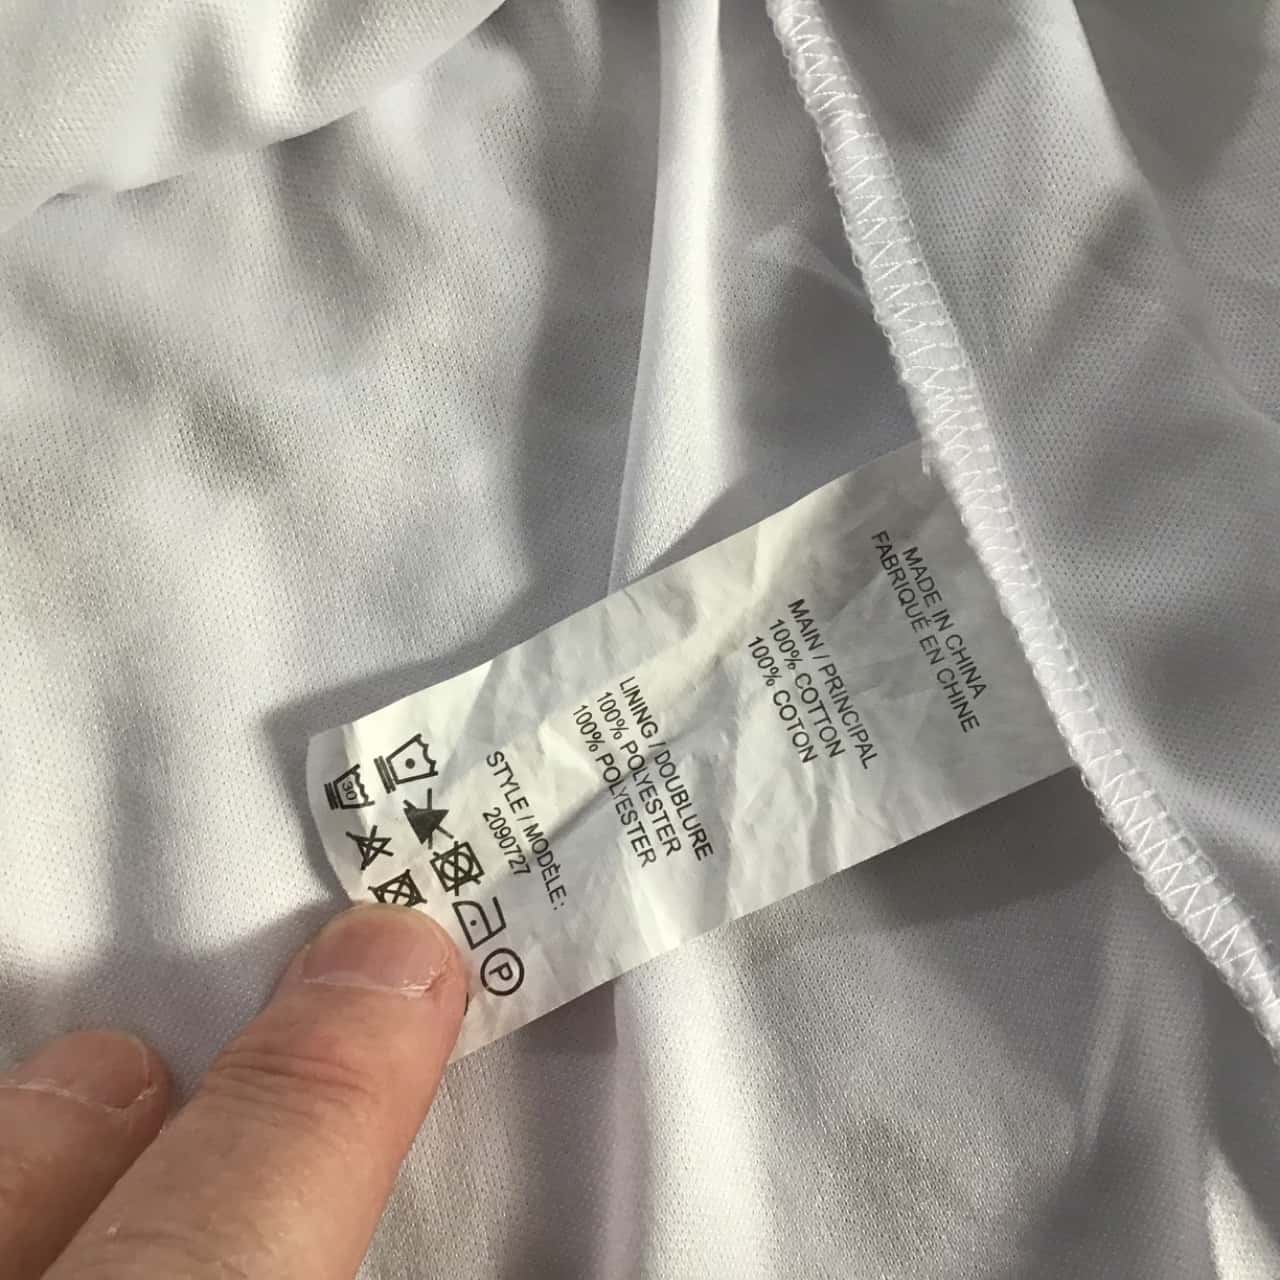 MADE IN CHINA
FABRIQUÉ EN CHINE
MAIN / PRINCIPAL
100% COTTON
100% COTON
LINING / DOUBLURE
100% POLYESTER
100% POLYESTER
STYLE / MODÈLE :
2090727
P
30